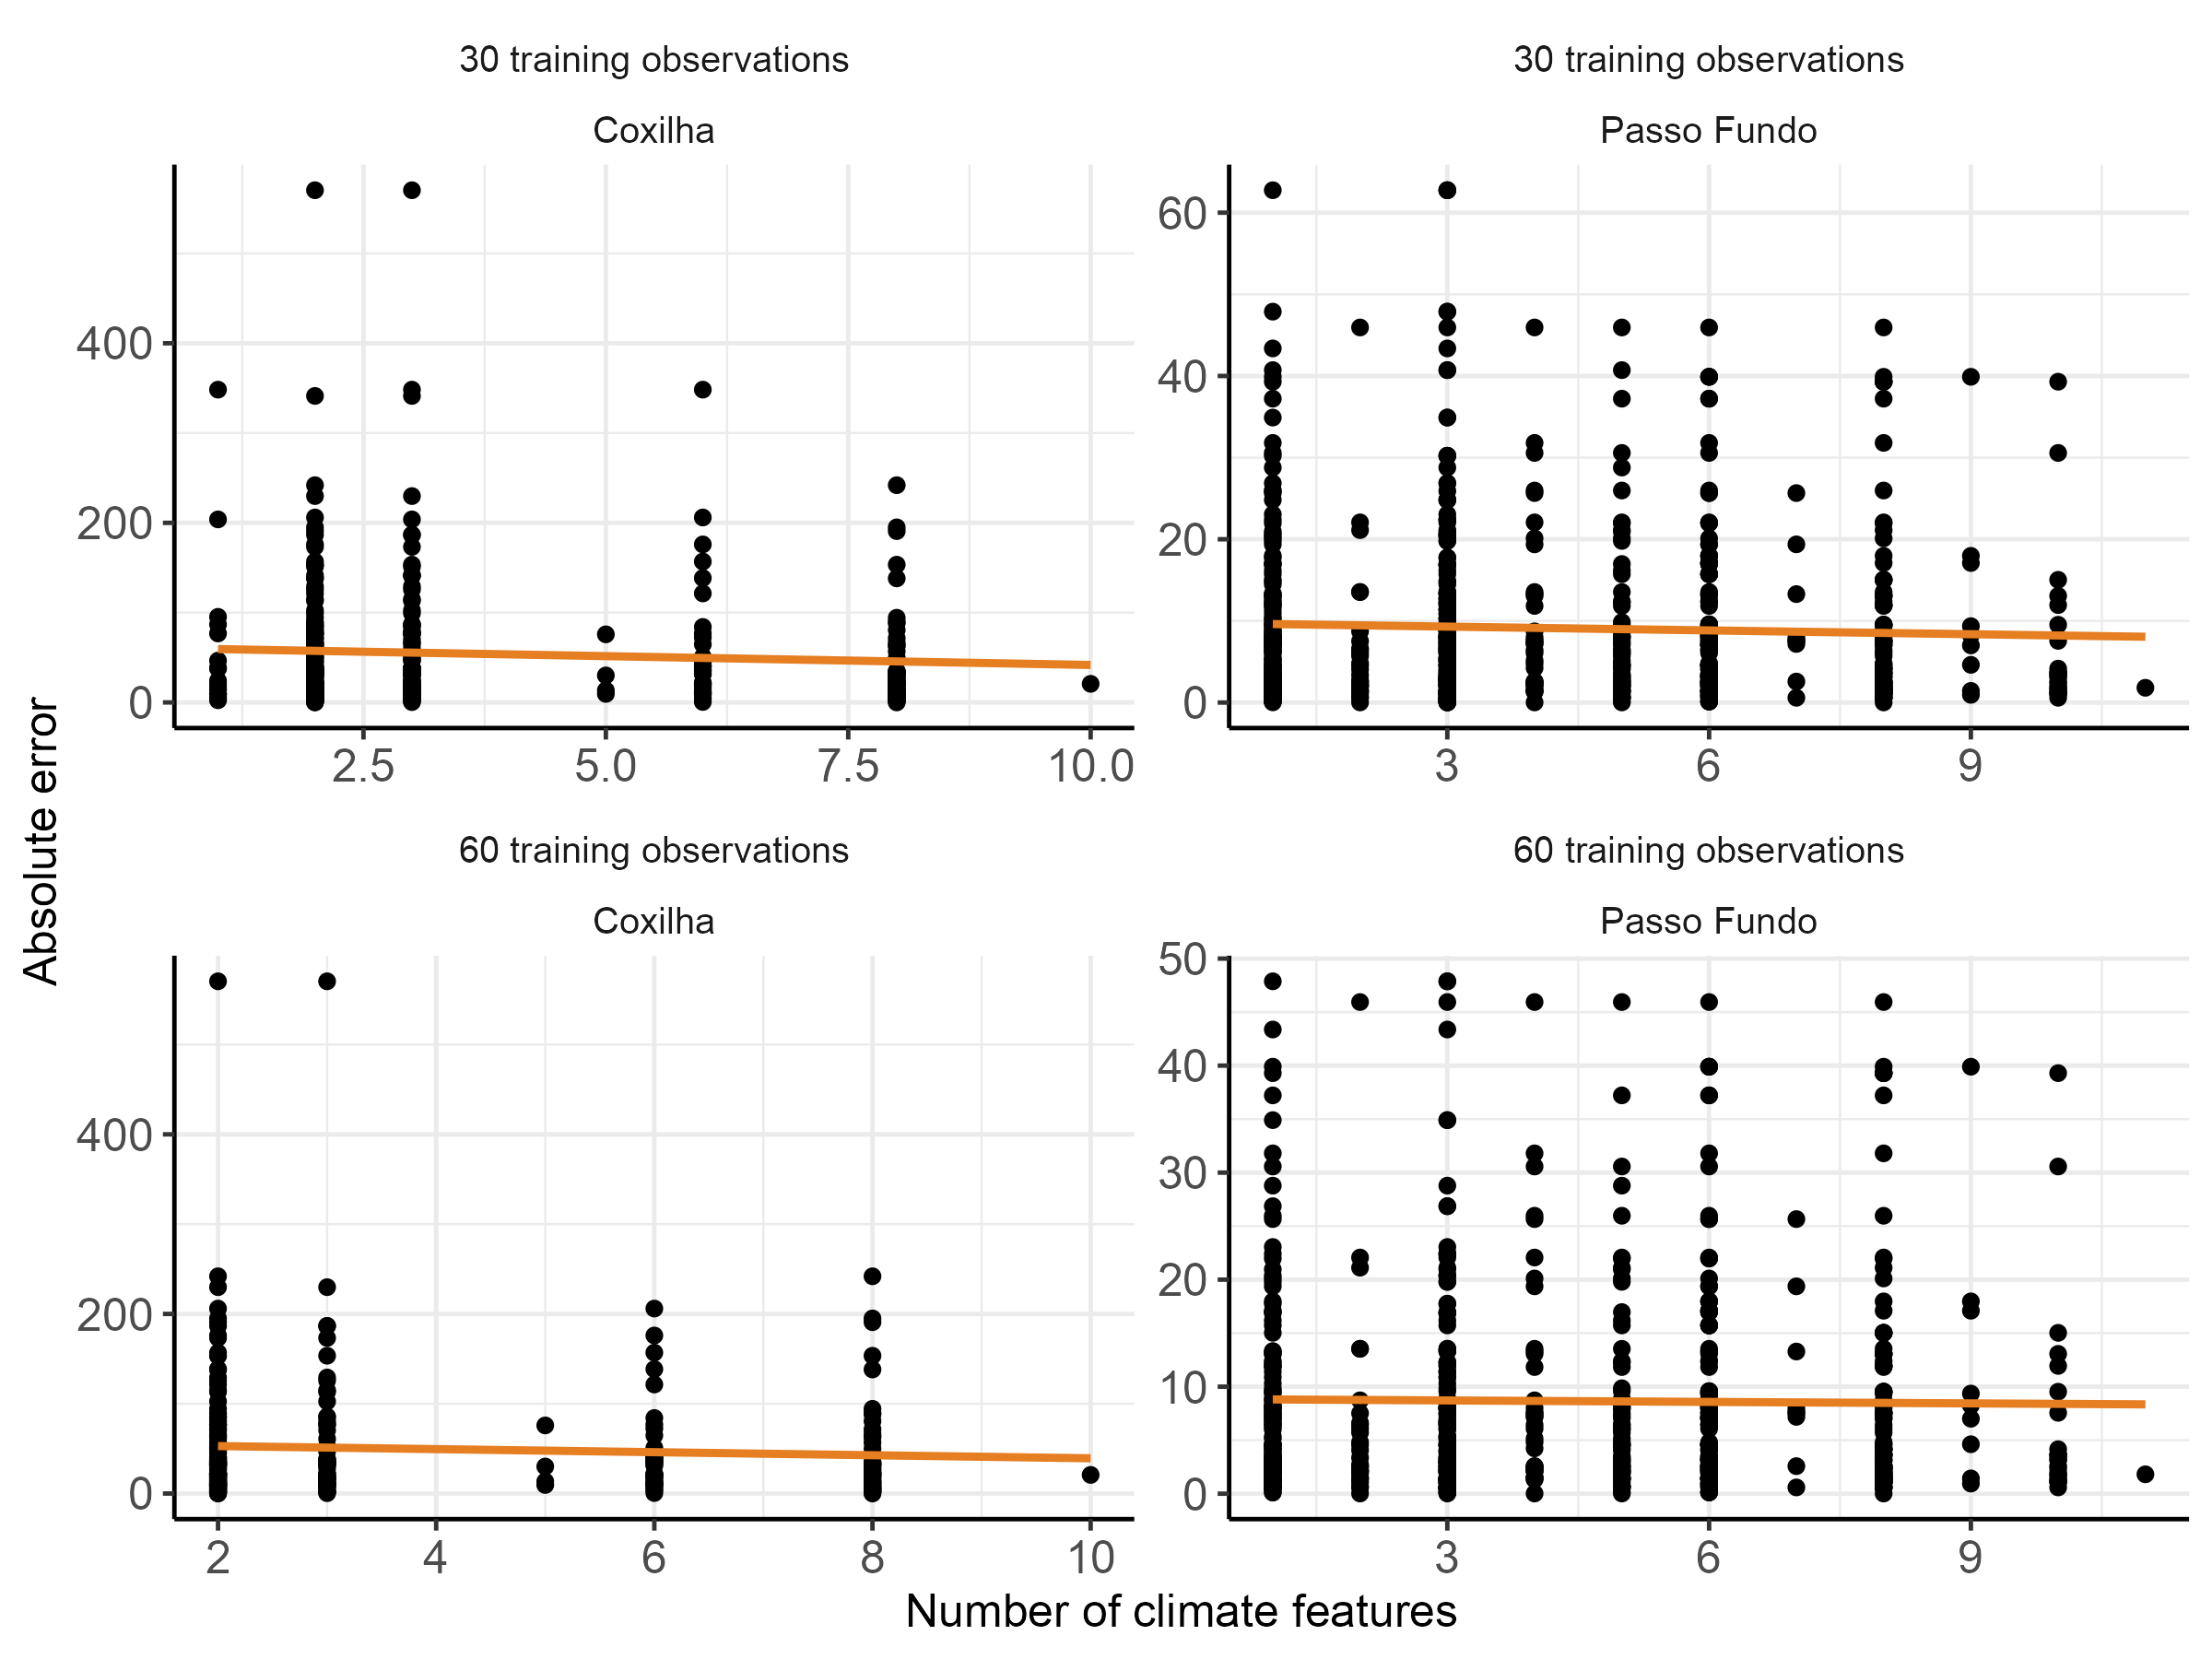 30 training observations
Coxilha
30 training observations
Passo Fundo
400
200
0
2.5 5.0 7.5 10.0
60
40
20
0
3 6 9
Absolute error
60 training observations
Coxilha
60 training observations
Passo Fundo
400
200
0
2 4 6 8 10
50
40
30
20
10
0
3 6 9
Number of climate features